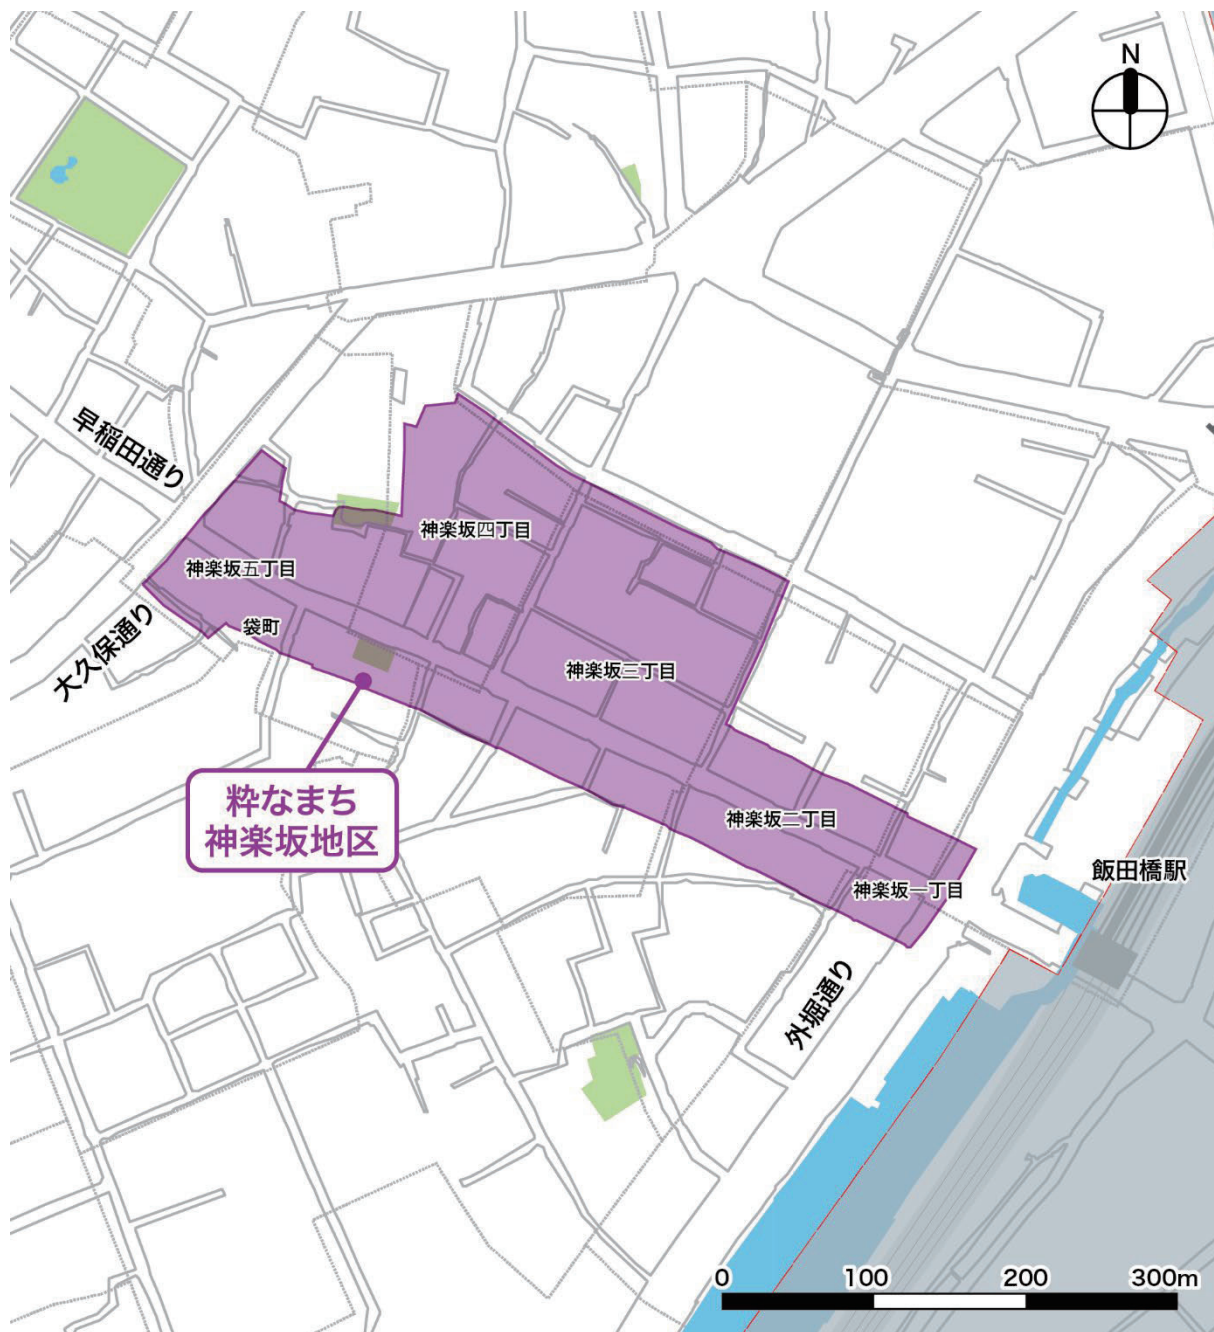 N
早稲田通り
神楽坂四丁目
神楽坂五丁目
大久保通り
袋町
神楽坂三丁目
粋なまち
神楽坂地区
神楽坂二丁目
神楽坂一丁目
飯田橋駅
外堀通り
0 100 200 300m